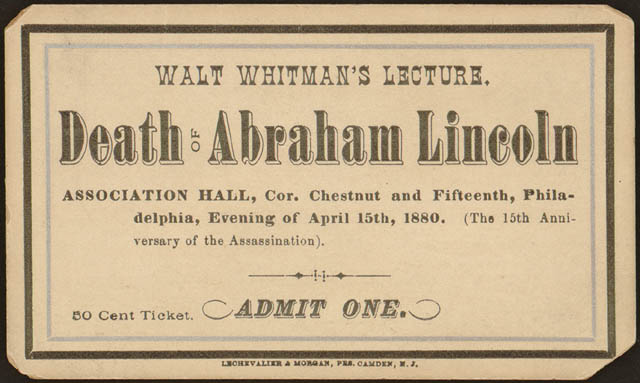 WALT WHITMAN'S LECTURE.
Death OF Abraham Lincoln
ASSOCIATION HALL, Cor. Chestnut and Fifteenth, Phila-
delphia, Evening of April 15th, 1880. (The 15th Anni-
versary of the Assassination).
50 Cent Ticket. ADMIT ONE.
LECHEVALIER & MORGAN, PRS. CAMDEN, N. J.